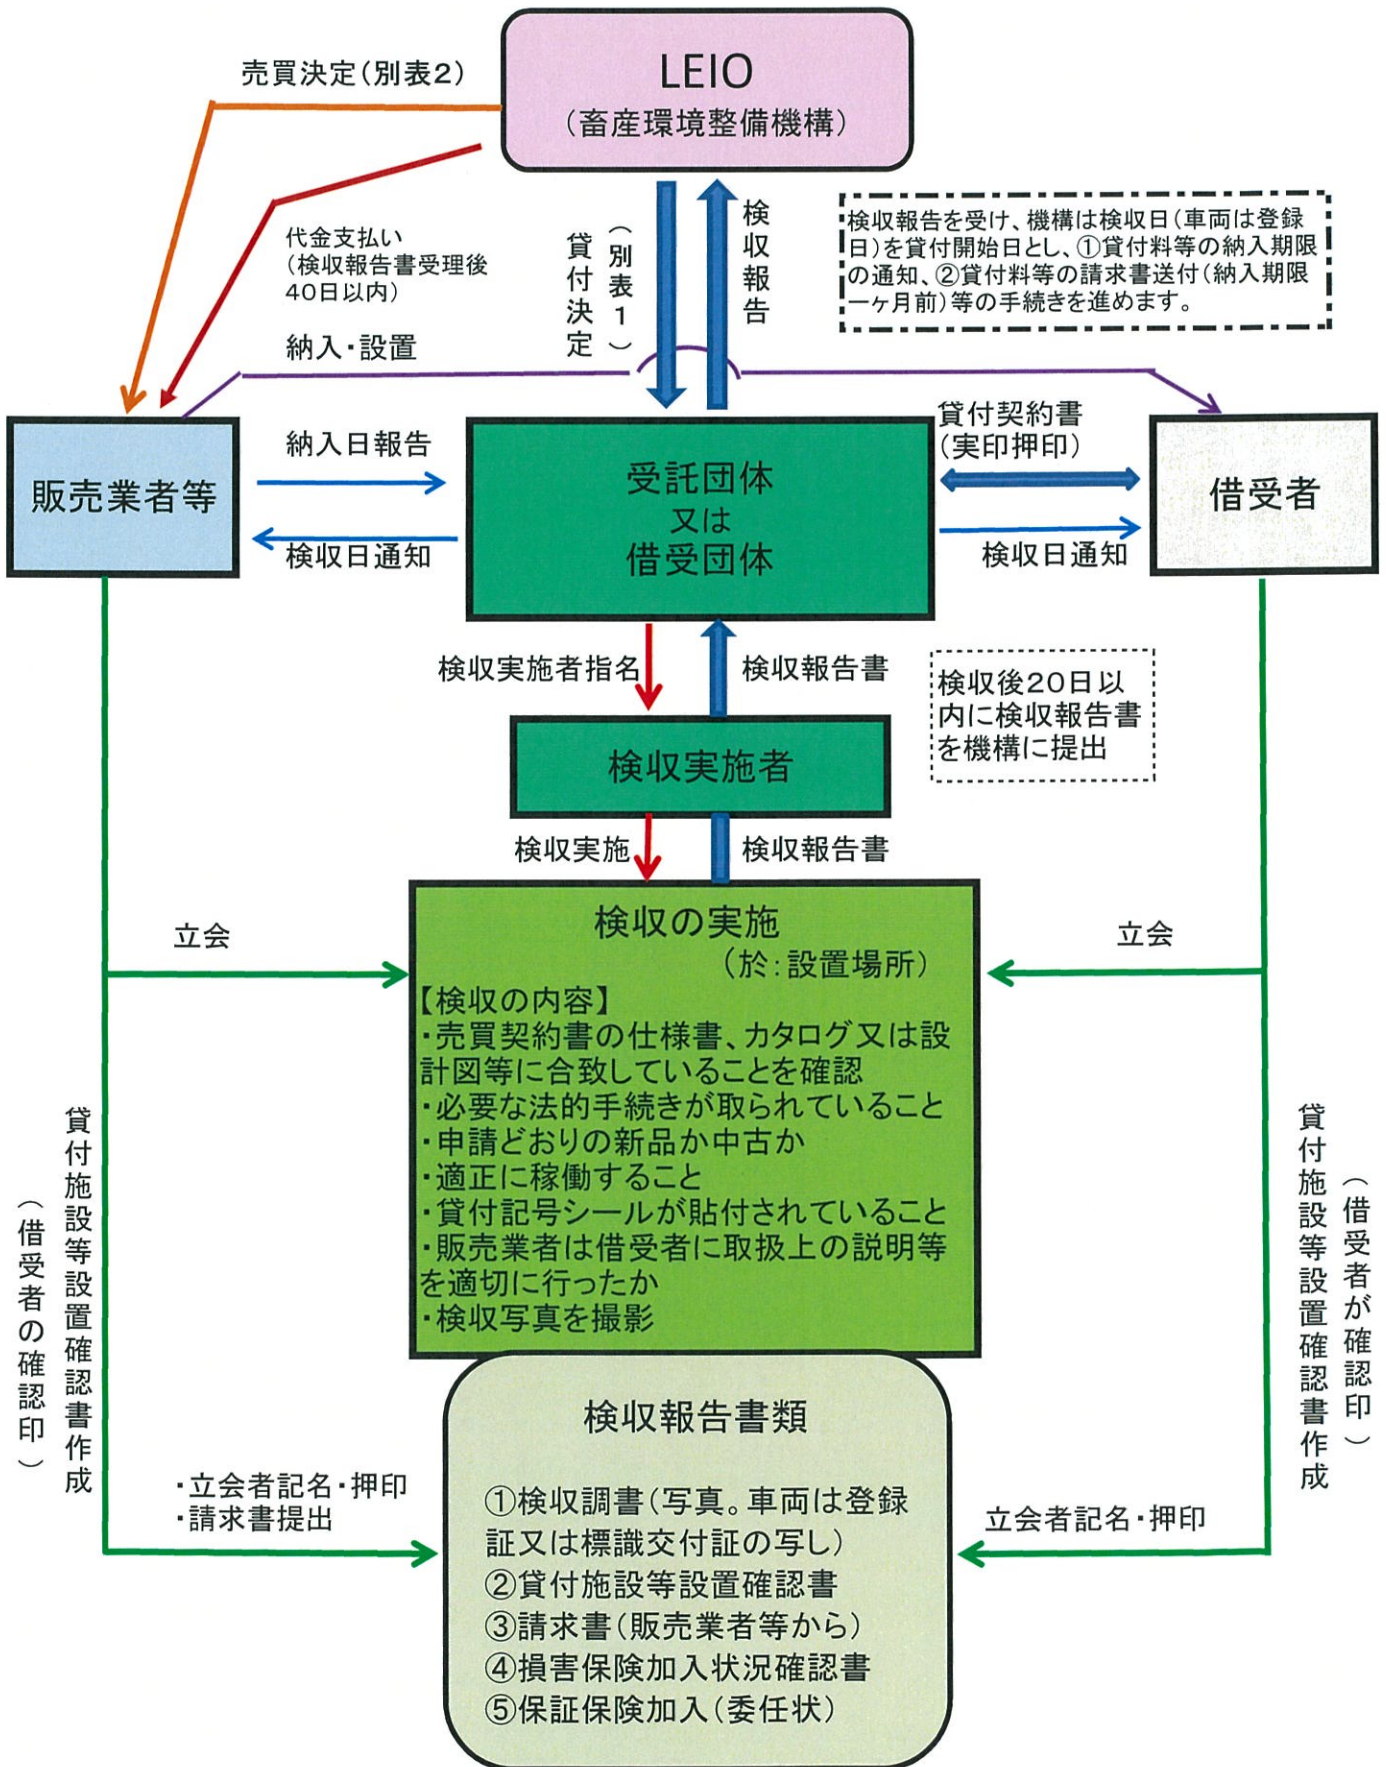 LEIO
(畜産環境整備機構)
売買決定(別表2)
代金支払い
(検収報告書受理後
40日以内)
貸付決定
(別表1)
検収報告
検収報告を受け、機構は検収日(車両は登録
日)を貸付開始日とし、①貸付料等の納入期限
の通知、②貸付料等の請求書送付(納入期限
一ヶ月前)等の手続きを進めます。
納入・設置
販売業者等
納入日報告
検収日通知
受託団体
又は
借受団体
貸付契約書
(実印押印)
検収日通知
借受者
検収実施者指名
検収報告書
検収後20日以
内に検収報告書
を機構に提出
検収実施者
検収実施
検収報告書
検収の実施
(於:設置場所)
【検収の内容】
・売買契約書の仕様書、カタログ又は設
計図等に合致していることを確認
・必要な法的手続きが取られていること
・申請どおりの新品か中古か
・適正に稼働すること
・貸付記号シールが貼付されていること
・販売業者は借受者に取扱上の説明等
を適切に行ったか
・検収写真を撮影
立会
立会
貸付施設等設置確認書作成
(借受者の確認印)
貸付施設等設置確認書作成
(借受者が確認印)
・立会者記名・押印
・請求書提出
立会者記名・押印
検収報告書類
①検収調書(写真。車両は登録
証又は標識交付証の写し)
②貸付施設等設置確認書
③請求書(販売業者等から)
④損害保険加入状況確認書
⑤保証保険加入(委任状)